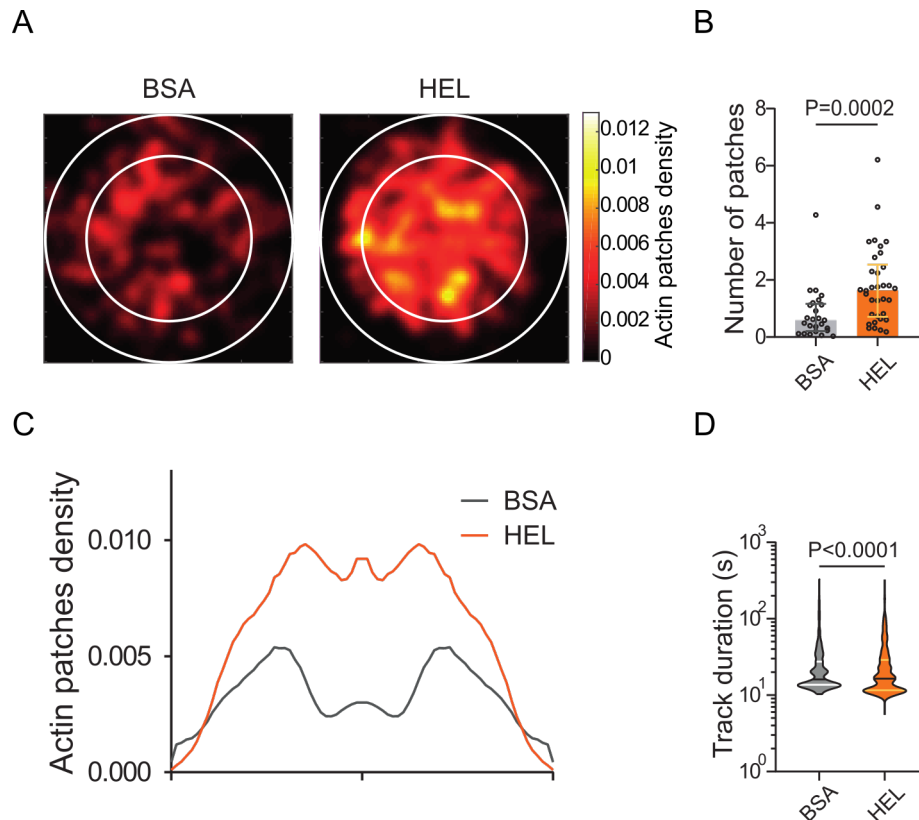 A
BSA
HEL
0.012
0.01
0.008
0.006
0.004
0.002
0
Actin patches density
B
P=0.0002
8
6
4
2
0
Number of patches
BSA
HEL
C
Actin patches density
0.010
0.005
0.000
BSA
HEL
D
P<0.0001
Track duration (s)
10³
10²
10¹
10⁰
BSA
HEL